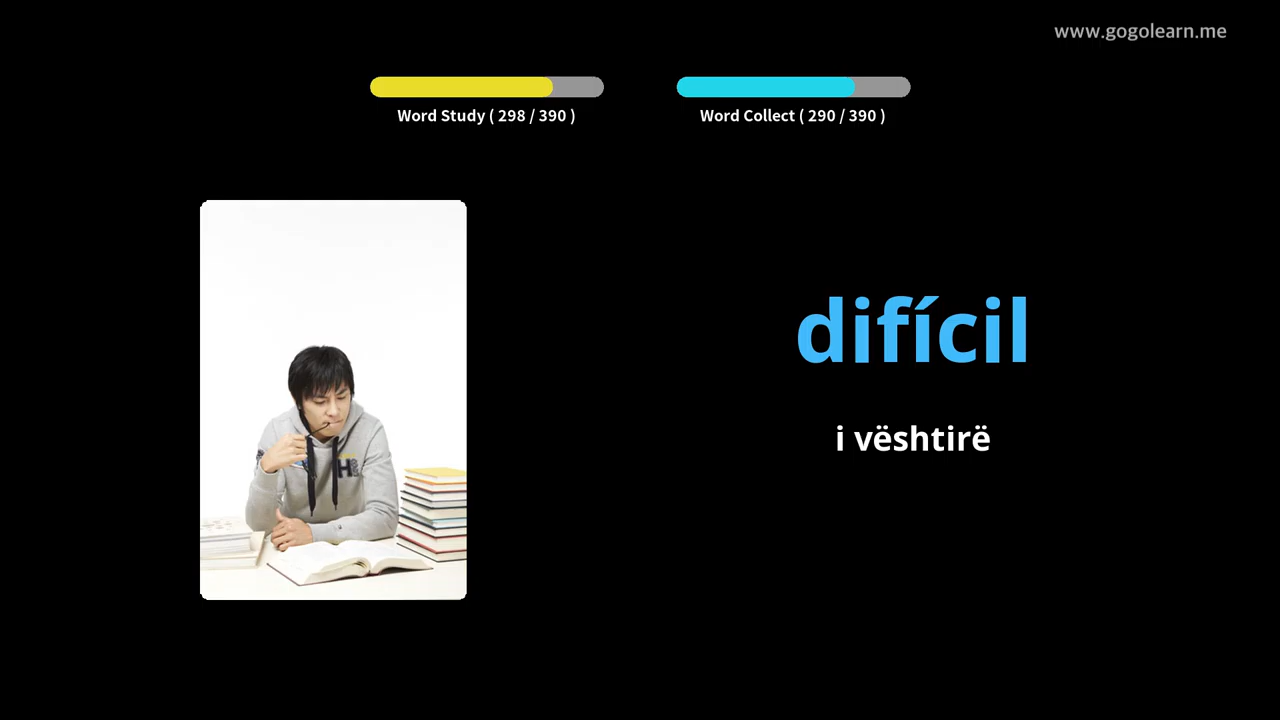 www.gogolearn.me
Word Study ( 298 / 390 )
Word Collect ( 290 / 390 )
difícil
i vështirë
H